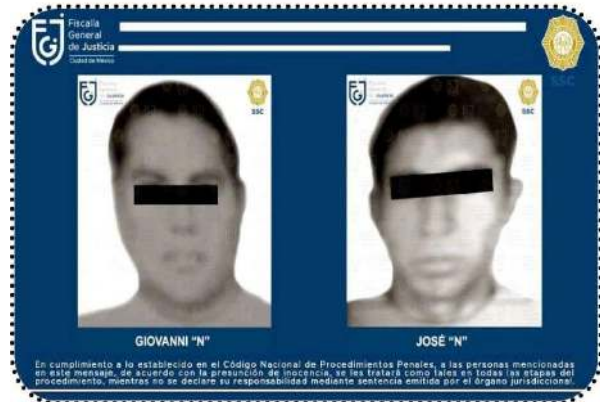 Fiscalía
General
de Justicia
Ciudad de México
SSC
SSC
SSC
GIOVANNI "N"
JOSÉ "N"
En cumplimiento a lo establecido en el Código Nacional de Procedimientos Penales, a las personas mencionadas
en este mensaje, de acuerdo con la presunción de inocencia, se les tratará como tales en todas las etapas del
procedimiento, mientras no se declare su responsabilidad mediante sentencia emitida por el órgano jurisdiccional.